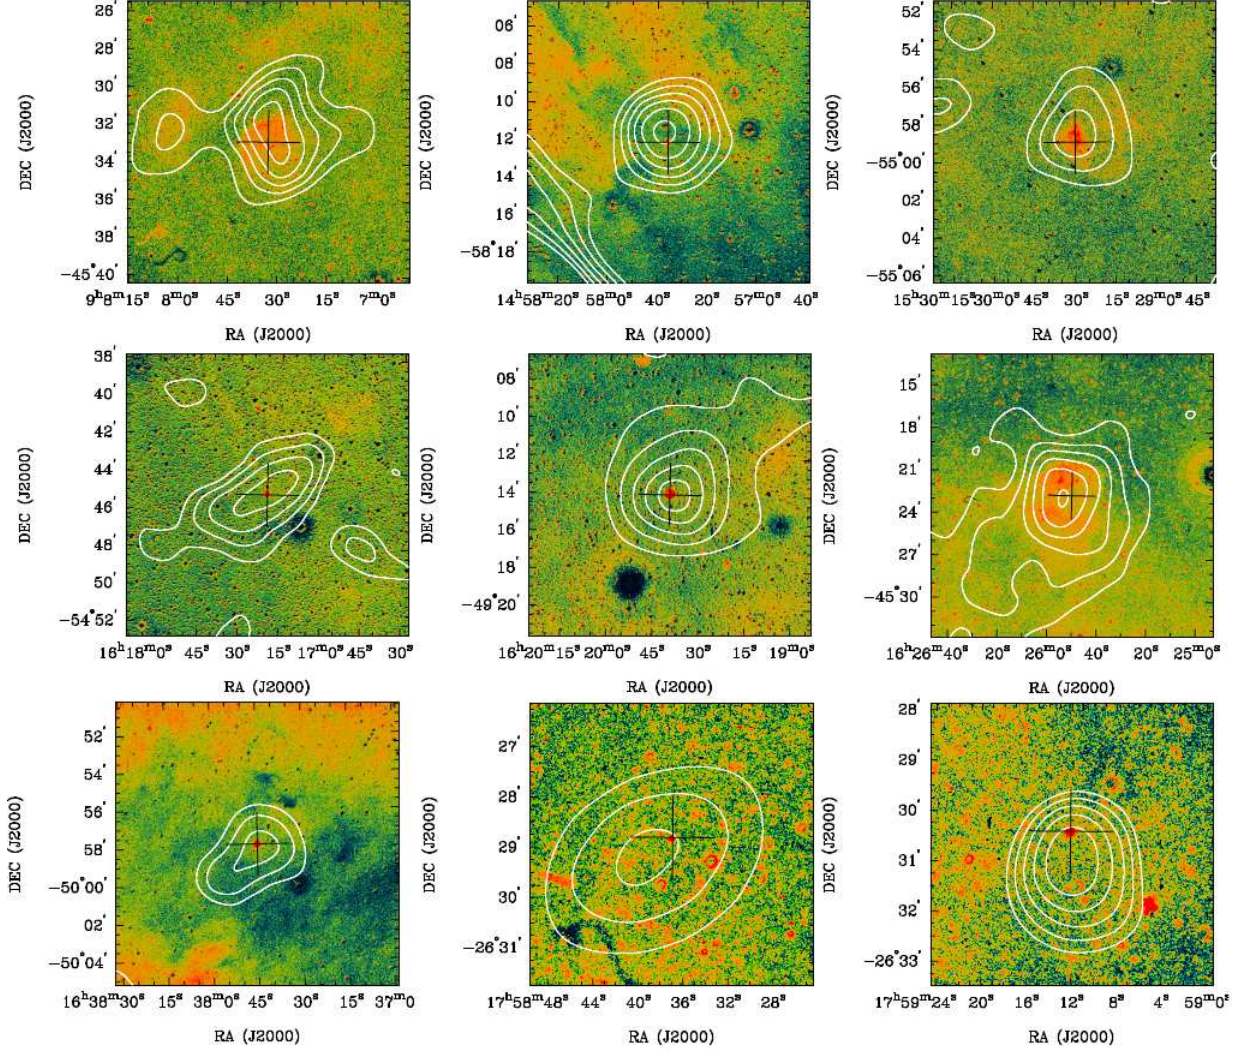 DEC (J2000)
26'
28'
30'
32'
34'
36'
38'
−45°40'
9ʰ8ᵐ15ˢ 8ᵐ0ˢ 45ˢ 30ˢ 15ˢ 7ᵐ0ˢ
RA (J2000)
DEC (J2000)
06'
08'
10'
12'
14'
16'
−58°18'
14ʰ58ᵐ20ˢ 58ᵐ0ˢ 40ˢ 20ˢ 57ᵐ0ˢ 40ˢ
RA (J2000)
DEC (J2000)
52'
54'
56'
58'
−55°00'
02'
04'
−55°06'
15ʰ30ᵐ15ˢ 30ᵐ0ˢ 45ˢ 30ˢ 15ˢ 29ᵐ0ˢ 45ˢ
RA (J2000)
DEC (J2000)
38'
40'
42'
44'
46'
48'
50'
−54°52'
16ʰ18ᵐ0ˢ 45ˢ 30ˢ 15ˢ 17ᵐ0ˢ 45ˢ 30ˢ
RA (J2000)
DEC (J2000)
08'
10'
12'
14'
16'
18'
−49°20'
16ʰ20ᵐ15ˢ 20ᵐ0ˢ 45ˢ 30ˢ 15ˢ 19ᵐ0ˢ
RA (J2000)
DEC (J2000)
15'
18'
21'
24'
27'
−45°30'
16ʰ26ᵐ40ˢ 20ˢ 26ᵐ0ˢ 40ˢ 20ˢ 25ᵐ0ˢ
RA (J2000)
DEC (J2000)
52'
54'
56'
58'
−50°00'
02'
−50°04'
16ʰ38ᵐ30ˢ 15ˢ 38ᵐ0ˢ 45ˢ 30ˢ 15ˢ 37ᵐ0
RA (J2000)
DEC (J2000)
27'
28'
29'
30'
−26°31'
17ʰ58ᵐ48ˢ 44ˢ 40ˢ 36ˢ 32ˢ 28ˢ
RA (J2000)
DEC (J2000)
28'
29'
30'
31'
32'
−26°33'
17ʰ59ᵐ24ˢ 20ˢ 16ˢ 12ˢ 8ˢ 4ˢ 59ᵐ0ˢ
RA (J2000)